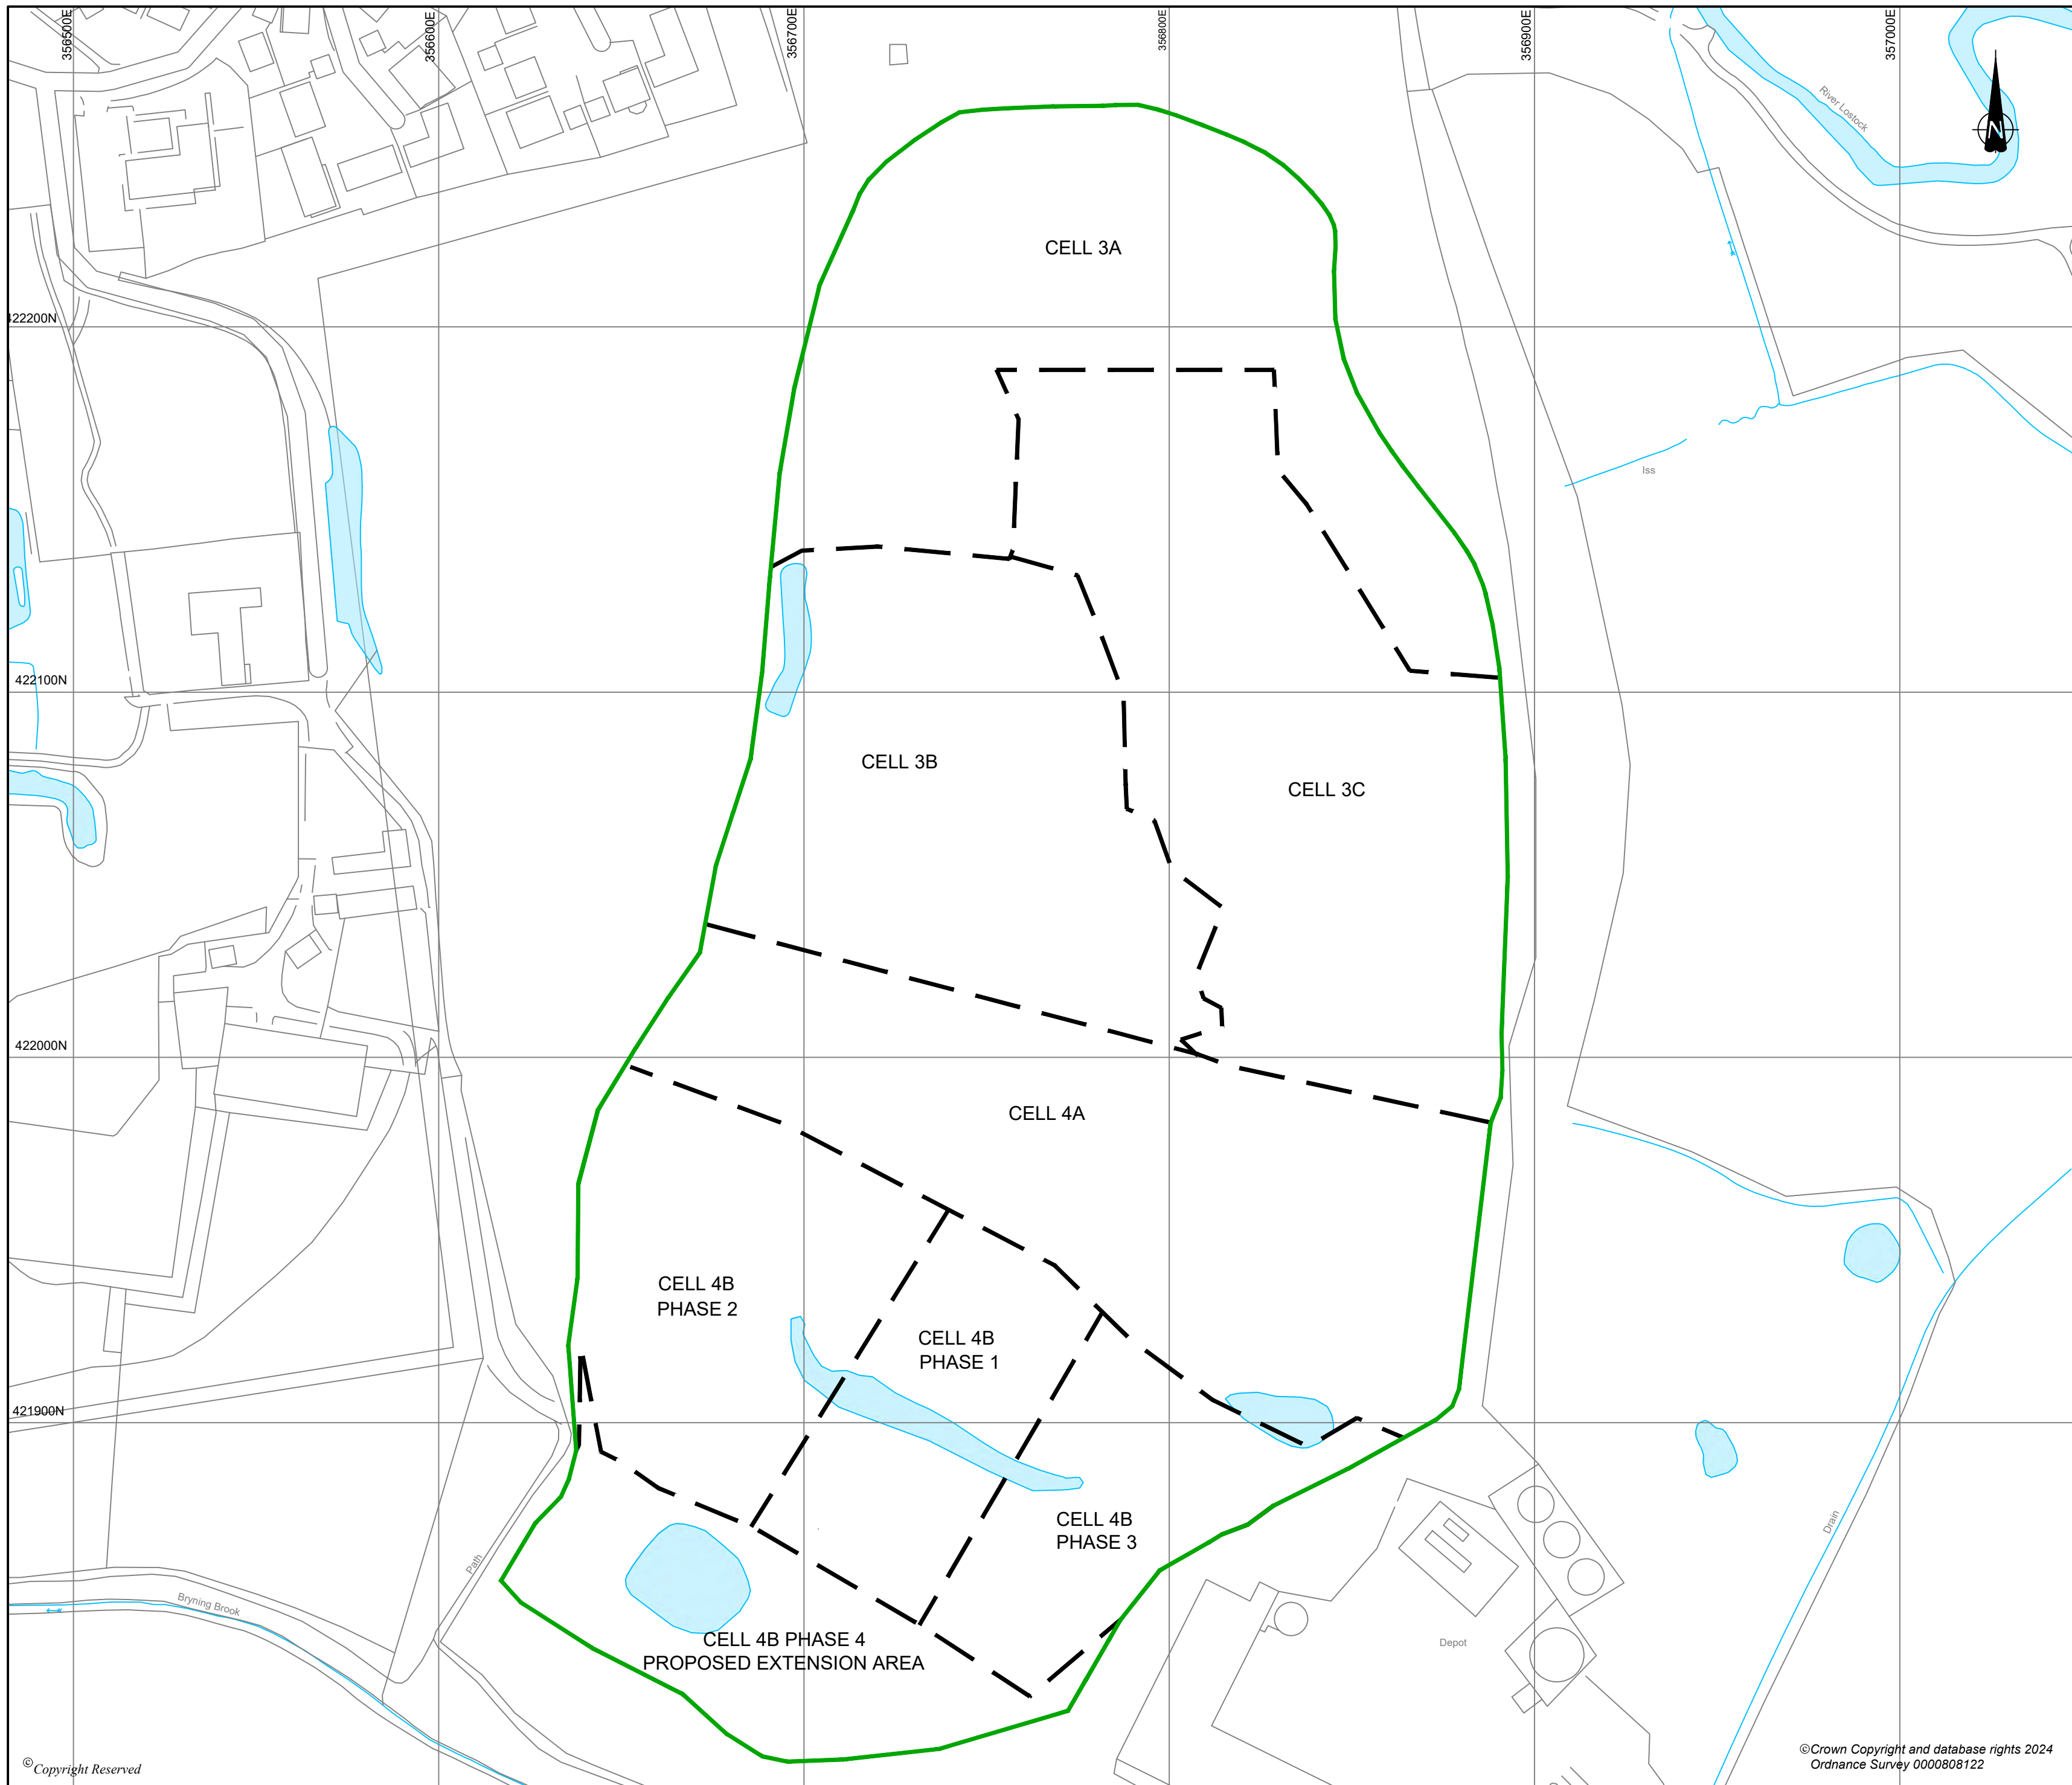 356500E
356600E
356700E
356800E
356900E
357000E
River Lostock
N
CELL 3A
422200N
Iss
422100N
CELL 3B
CELL 3C
422000N
CELL 4A
CELL 4B
PHASE 2
CELL 4B
PHASE 1
421900N
CELL 4B
PHASE 3
Drain
Path
Bryning Brook
CELL 4B PHASE 4
PROPOSED EXTENSION AREA
Depot
© Copyright Reserved
©Crown Copyright and database rights 2024
Ordnance Survey 0000808122